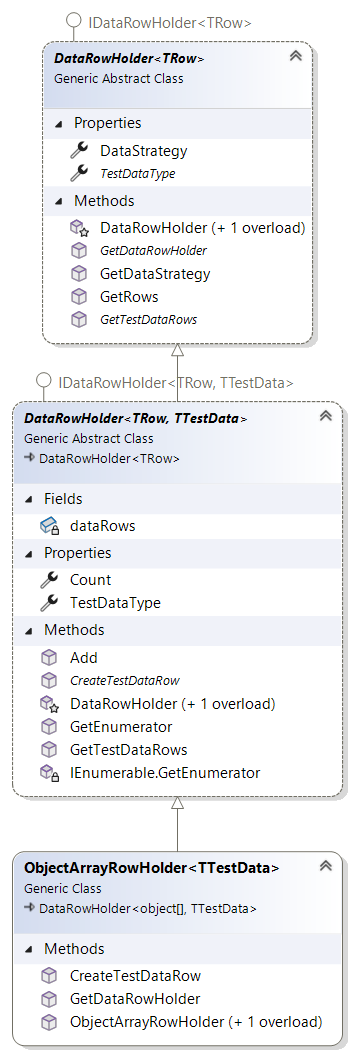 IDataRowHolder<TRow>
DataRowHolder<TRow>
Generic Abstract Class
Properties
DataStrategy
TestDataType
Methods
DataRowHolder (+ 1 overload)
GetDataRowHolder
GetDataStrategy
GetRows
GetTestDataRows
IDataRowHolder<TRow, TTestData>
DataRowHolder<TRow, TTestData>
Generic Abstract Class
DataRowHolder<TRow>
Fields
dataRows
Properties
Count
TestDataType
Methods
Add
CreateTestDataRow
DataRowHolder (+ 1 overload)
GetEnumerator
GetTestDataRows
IEnumerable.GetEnumerator
ObjectArrayRowHolder<TTestData>
Generic Class
DataRowHolder<object[], TTestData>
Methods
CreateTestDataRow
GetDataRowHolder
ObjectArrayRowHolder (+ 1 overload)